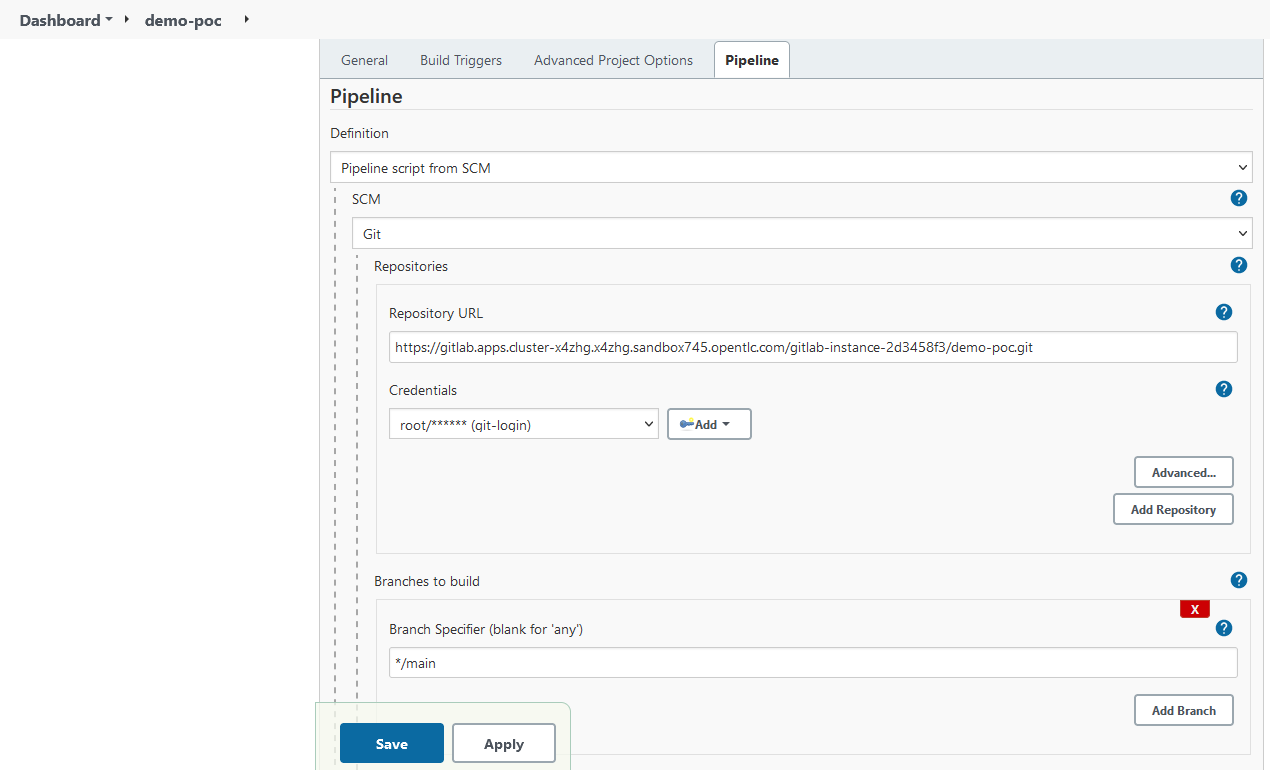 Dashboard demo-poc
General Build Triggers Advanced Project Options Pipeline
Pipeline
Definition
Pipeline script from SCM
SCM
?
Git
Repositories
?
Repository URL
?
https://gitlab.apps.cluster-x4zhg.x4zhg.sandbox745.opentlc.com/gitlab-instance-2d3458f3/demo-poc.git
Credentials
?
root/****** (git-login)
Add
Advanced...
Add Repository
Branches to build
?
X
Branch Specifier (blank for 'any')
?
*/main
Add Branch
Save Apply